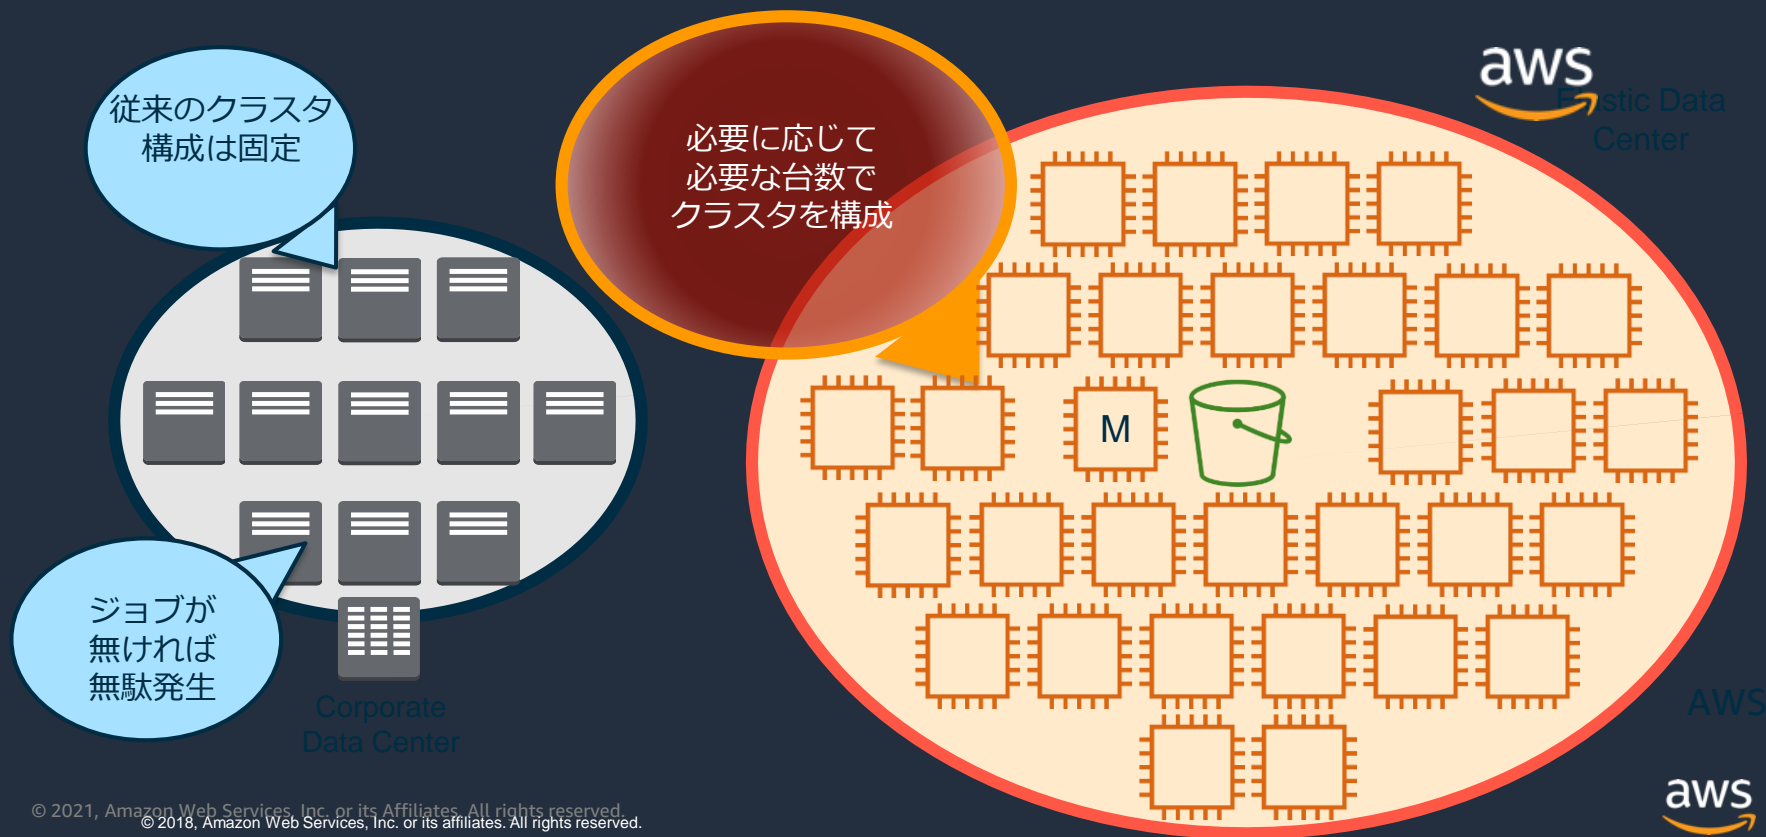 従来のクラスタ
構成は固定
必要に応じて
必要な台数で
クラスタを構成
aws
Elastic Data
Center
M
ジョブが
無ければ
無駄発生
Corporate
Data Center
AWS
aws
© 2021, Amazon Web Services, Inc. or its Affiliates. All rights reserved.
© 2018, Amazon Web Services, Inc. or its affiliates. All rights reserved.